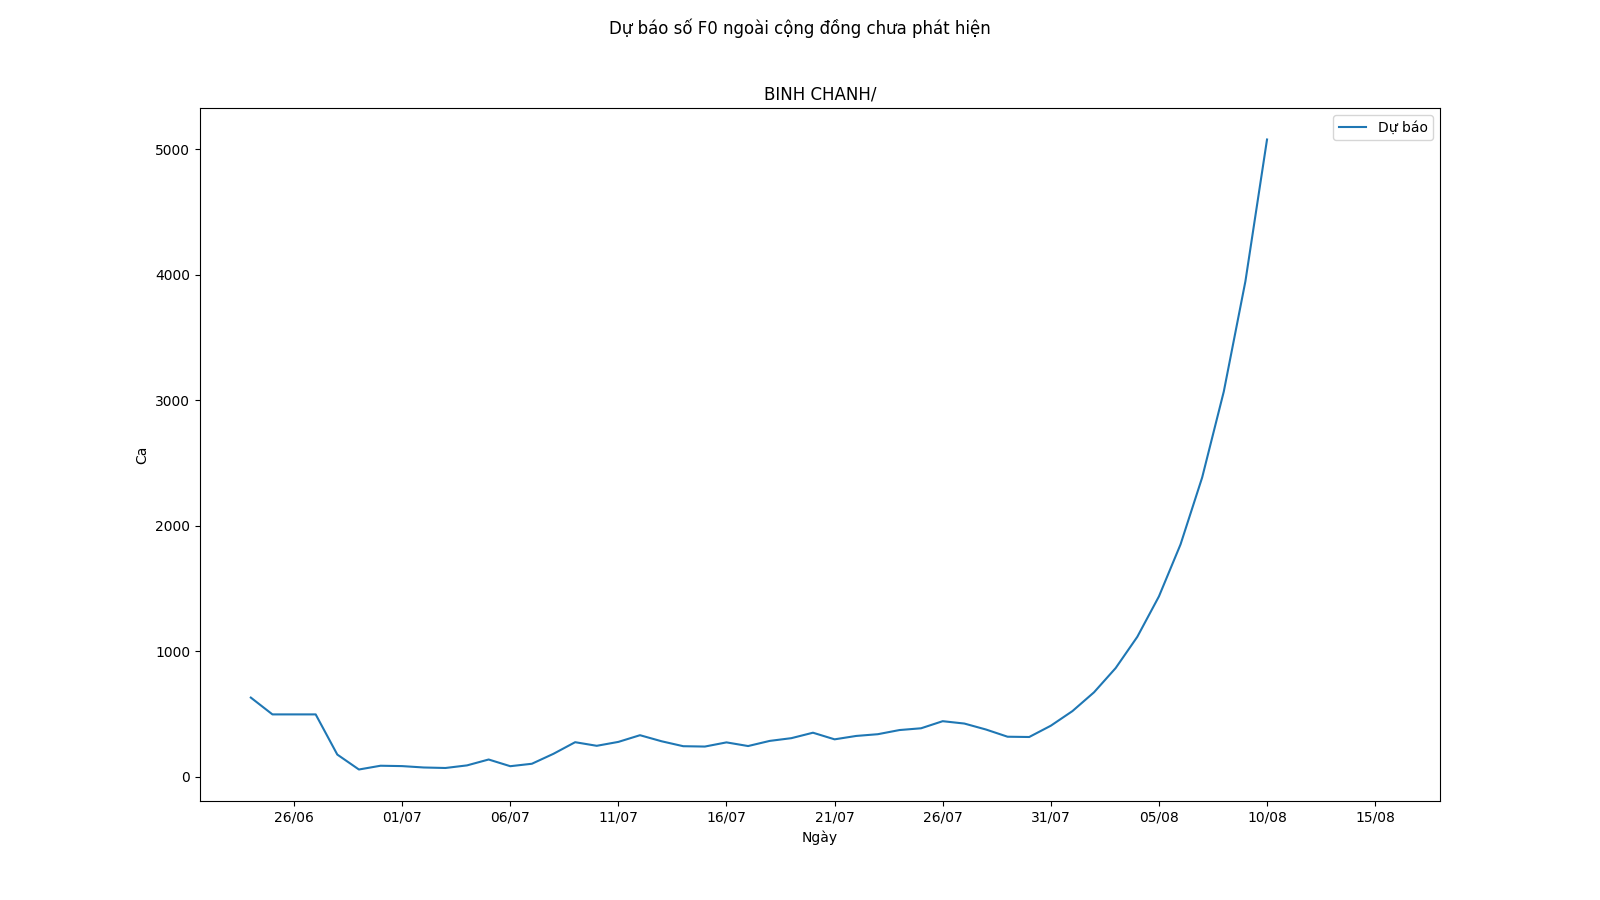 Dự báo số F0 ngoài cộng đồng chưa phát hiện
BINH CHANH/
Dự báo
5000
4000
3000
2000
1000
0
Ca
26/06 01/07 06/07 11/07 16/07 21/07 26/07 31/07 05/08 10/08 15/08
Ngày